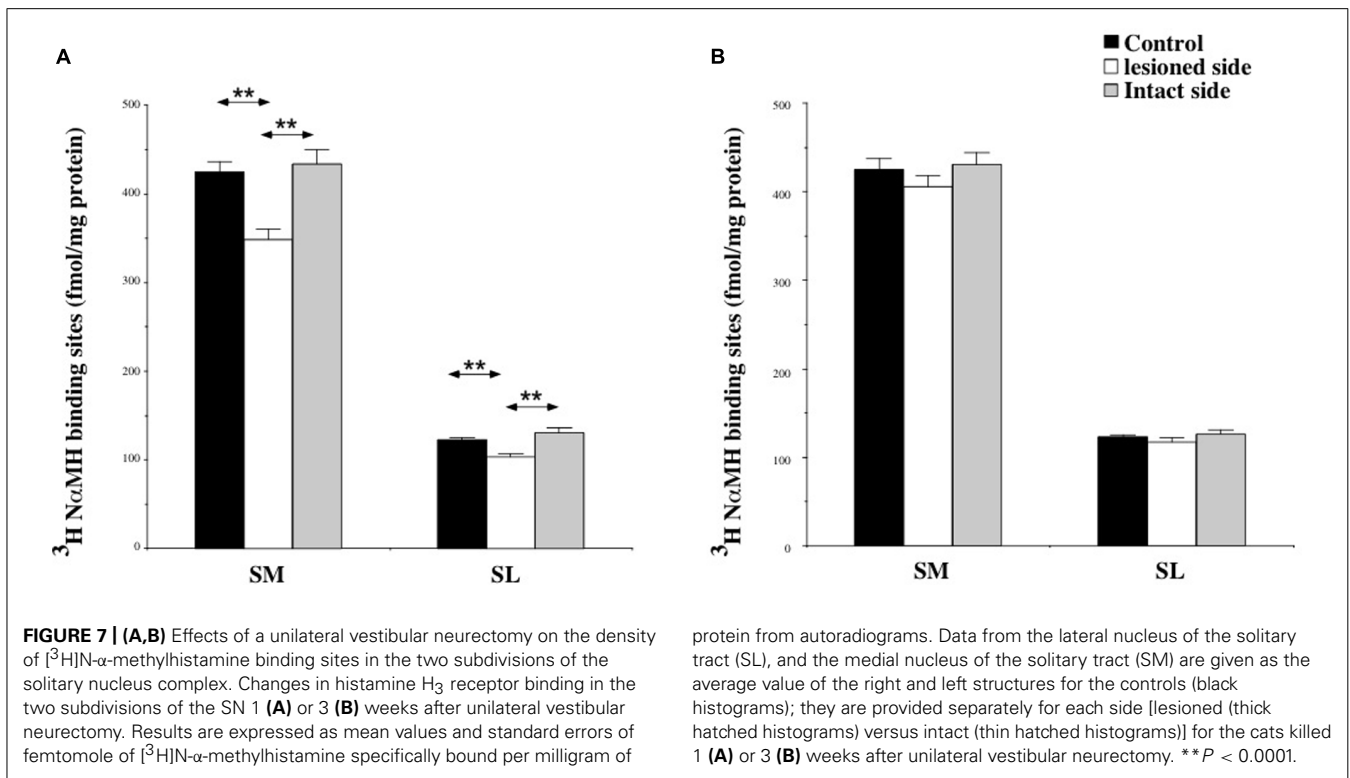 A
** **
500
400
300
200
100
0
³H NαMH binding sites (fmol/mg protein)
** **
SM SL
B
Control
lesioned side
Intact side
500
400
300
200
100
0
³H NαMH binding sites (fmol/mg protein)
SM SL
FIGURE 7 | (A,B) Effects of a unilateral vestibular neurectomy on the density
of [³H]N-α-methylhistamine binding sites in the two subdivisions of the
solitary nucleus complex. Changes in histamine H₃ receptor binding in the
two subdivisions of the SN 1 (A) or 3 (B) weeks after unilateral vestibular
neurectomy. Results are expressed as mean values and standard errors of
femtomole of [³H]N-α-methylhistamine specifically bound per milligram of
protein from autoradiograms. Data from the lateral nucleus of the solitary
tract (SL), and the medial nucleus of the solitary tract (SM) are given as the
average value of the right and left structures for the controls (black
histograms); they are provided separately for each side [lesioned (thick
hatched histograms) versus intact (thin hatched histograms)] for the cats killed
1 (A) or 3 (B) weeks after unilateral vestibular neurectomy. **P < 0.0001.